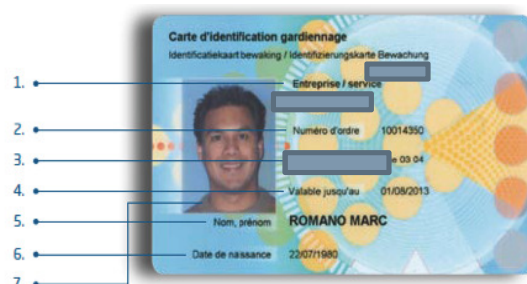 Carte d'identification gardiennage
Identificatiekaart bewaking / Identifizierungskarte Bewachung
1.
Entreprise / service
2.
Numéro d'ordre 10014350
3.
03 04
4.
Valable jusqu'au 01/08/2013
5.
Nom, prénom ROMANO MARC
6.
Date de naissance 22/07/1980
7.